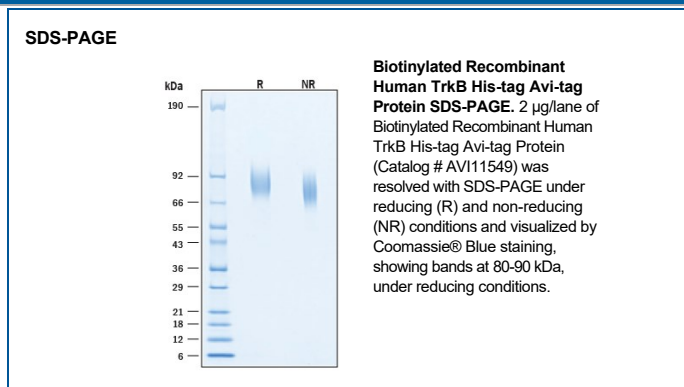 SDS-PAGE
kDa
R
NR
190
92
66
55
43
36
29
21
18
12
6
Biotinylated Recombinant
Human TrkB His-tag Avi-tag
Protein SDS-PAGE. 2 µg/lane of
Biotinylated Recombinant Human
TrkB His-tag Avi-tag Protein
(Catalog # AVI11549) was
resolved with SDS-PAGE under
reducing (R) and non-reducing
(NR) conditions and visualized by
Coomassie® Blue staining,
showing bands at 80-90 kDa,
under reducing conditions.